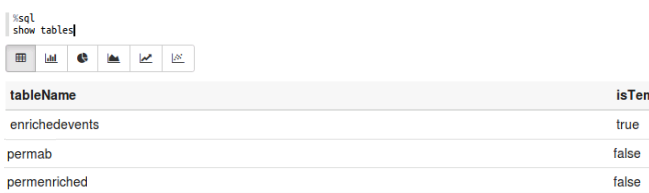 %sql
show tables
tableName isTem
enrichedevents true
permab false
permenriched false